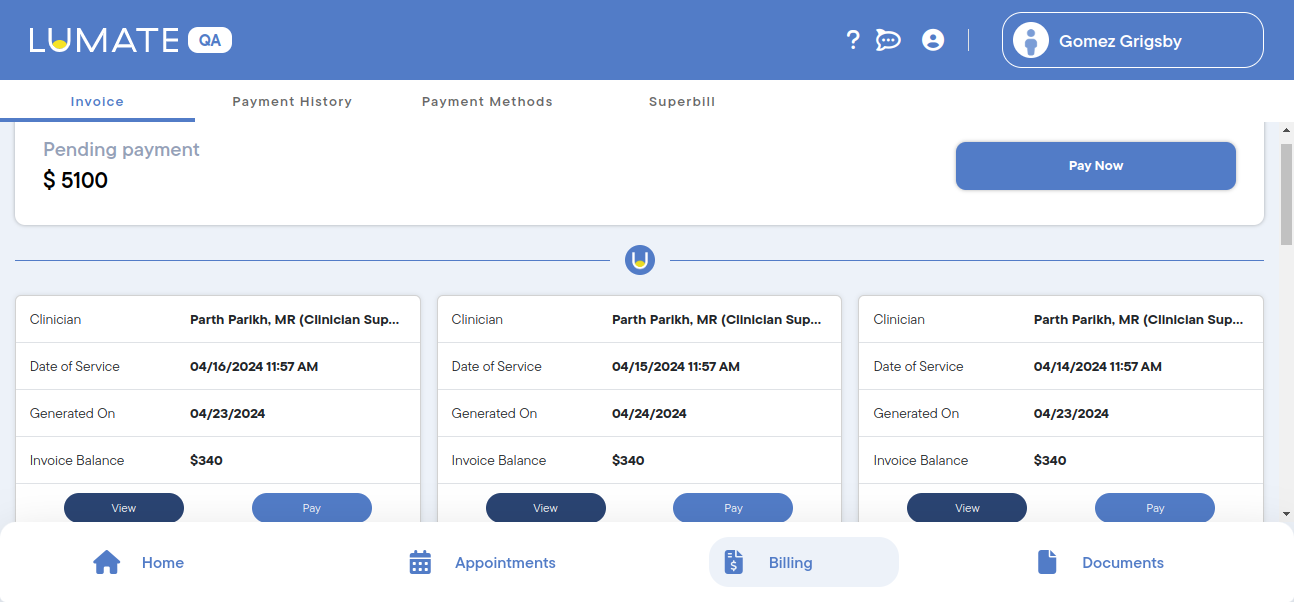 LUMATE QA
? Gomez Grigsby
Invoice Payment History Payment Methods Superbill
Pending payment
$ 5100
Pay Now
Clinician Parth Parikh, MR (Clinician Sup... Clinician Parth Parikh, MR (Clinician Sup... Clinician Parth Parikh, MR (Clinician Sup...
Date of Service 04/16/2024 11:57 AM Date of Service 04/15/2024 11:57 AM Date of Service 04/14/2024 11:57 AM
Generated On 04/23/2024 Generated On 04/24/2024 Generated On 04/23/2024
Invoice Balance $340 Invoice Balance $340 Invoice Balance $340
View Pay View Pay View Pay
Home Appointments Billing Documents